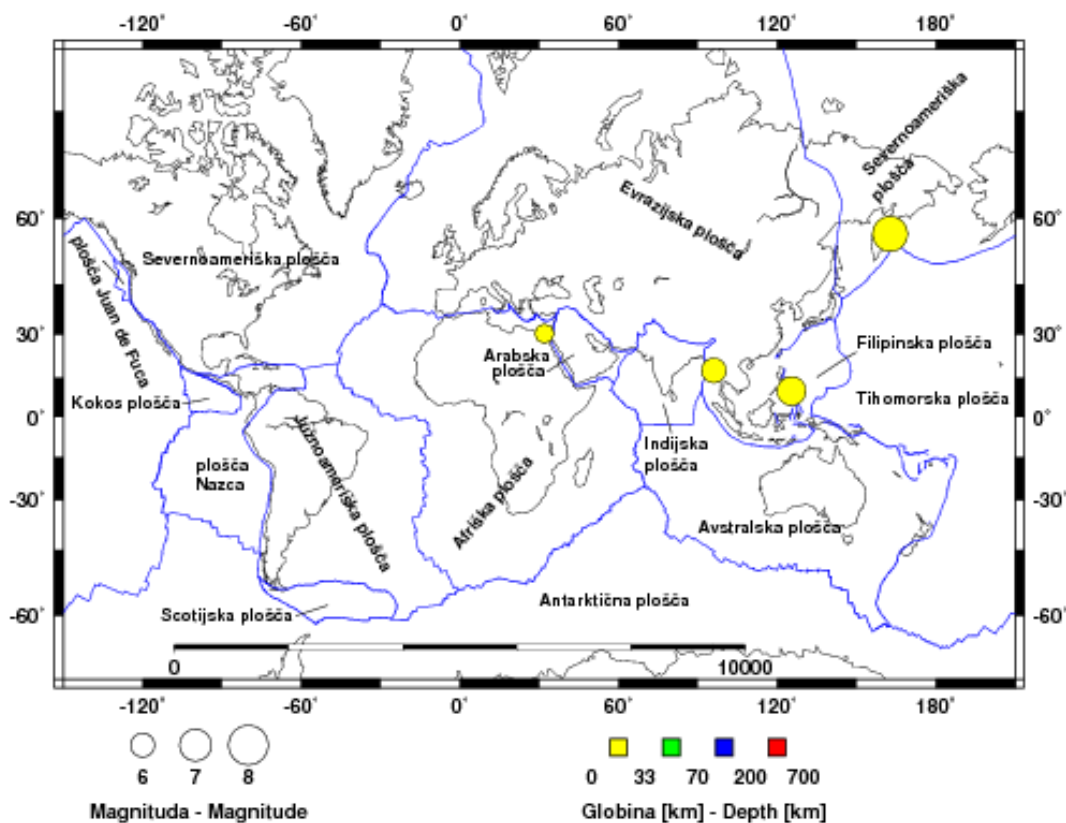 -120° -60° 0° 60° 120° 180°
60° 60°
30° 30°
0° 0°
-30° -30°
-60° -60°
Severnoameriška
plošča
Evrazijska plošča
Severnoameriška plošča
plošča Juan de Fuca
Arabska
plošča
Filipinska plošča
Kokos plošča
Tihomorska plošča
Južnoameriška plošča
Indijska
plošča
plošča
Nazca
Afriška plošča
Avstralska plošča
Antarktična plošča
Scotijska plošča
0 10000
-120° -60° 0° 60° 120° 180°
6 7 8
0 33 70 200 700
Magnituda - Magnitude
Globina [km] - Depth [km]